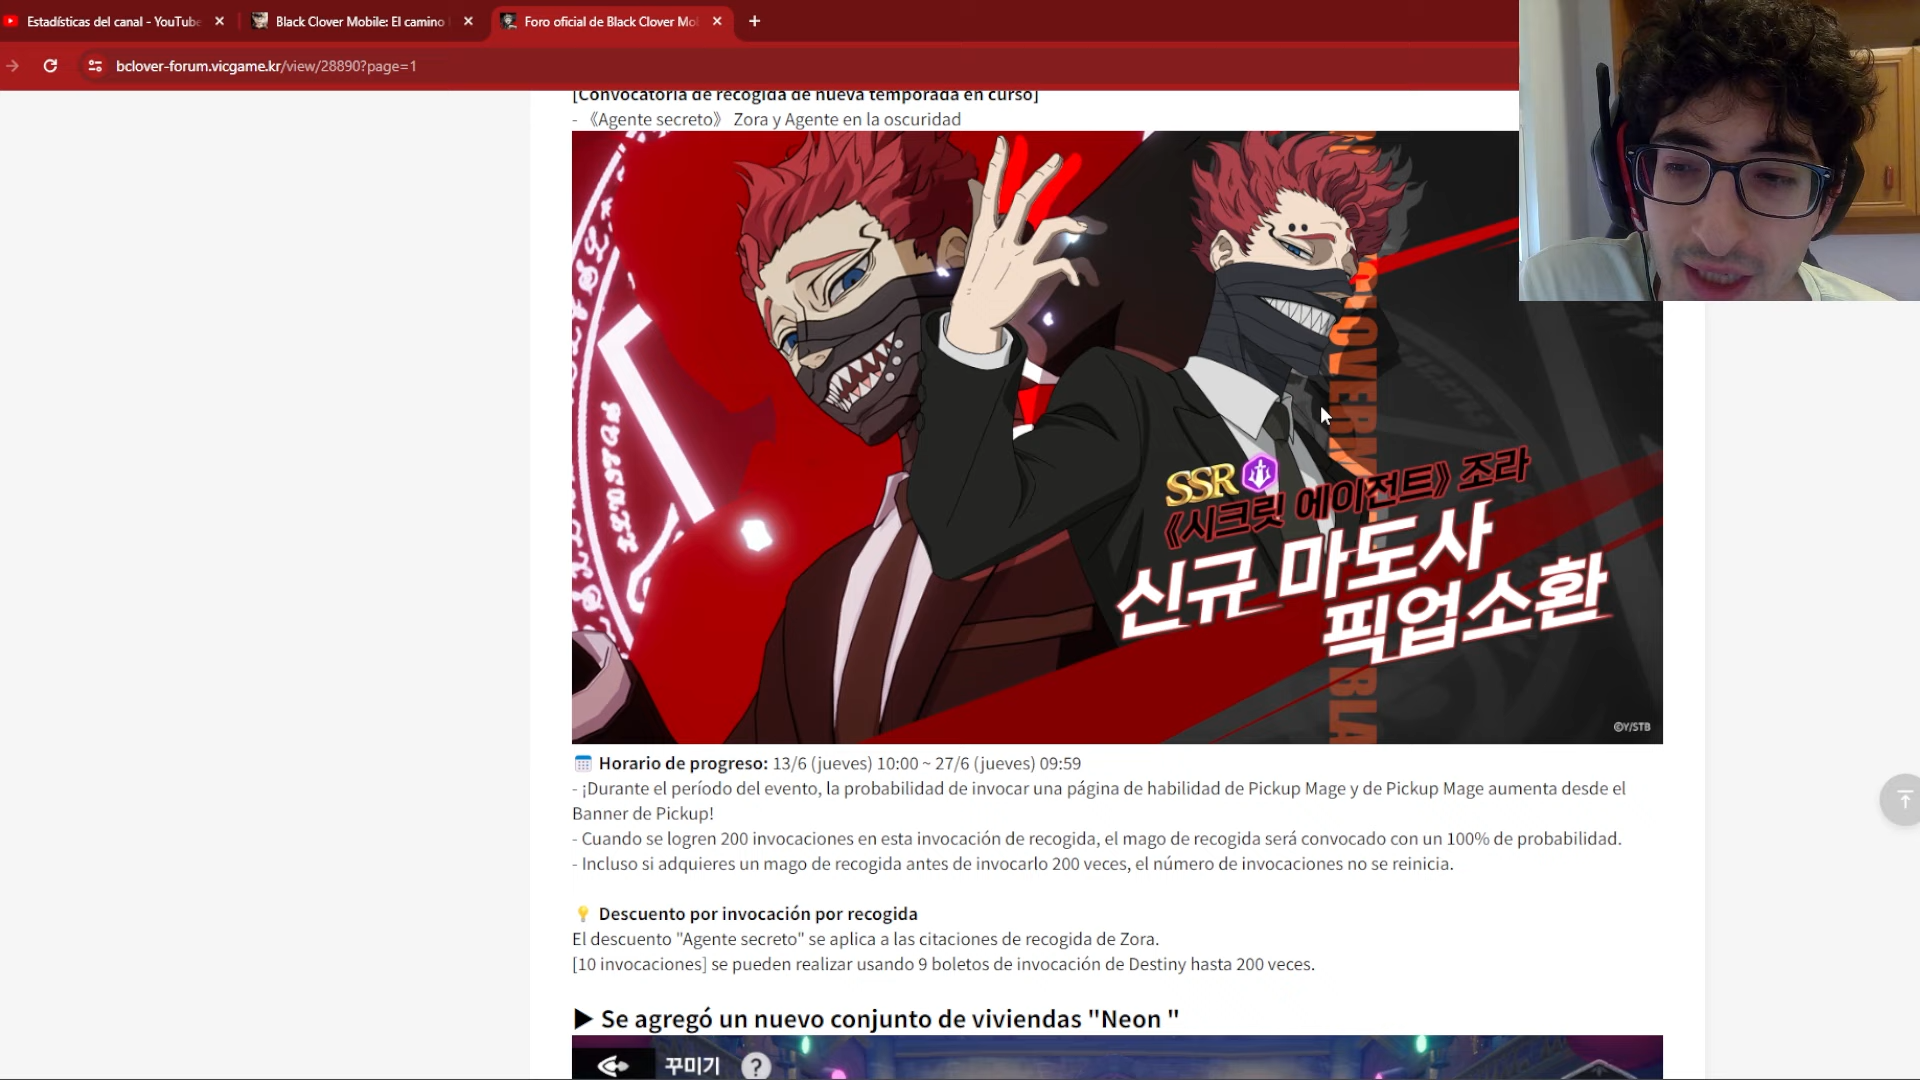 Estadísticas del canal - YouTube
Black Clover Mobile: El camino
Foro oficial de Black Clover Mo
bclover-forum.vicgame.kr/view/28890?page=1
[Convocatoria de recogida de nueva temporada en curso]
- 《Agente secreto》 Zora y Agente en la oscuridad
SSR
《시크릿 에이전트》 조라
신규 마도사
픽업소환
©Y/STB
Horario de progreso: 13/6 (jueves) 10:00 ~ 27/6 (jueves) 09:59
- ¡Durante el período del evento, la probabilidad de invocar una página de habilidad de Pickup Mage y de Pickup Mage aumenta desde el
Banner de Pickup!
- Cuando se logren 200 invocaciones en esta invocación de recogida, el mago de recogida será convocado con un 100% de probabilidad.
- Incluso si adquieres un mago de recogida antes de invocarlo 200 veces, el número de invocaciones no se reinicia.
Descuento por invocación por recogida
El descuento "Agente secreto" se aplica a las citaciones de recogida de Zora.
[10 invocaciones] se pueden realizar usando 9 boletos de invocación de Destiny hasta 200 veces.
▶ Se agregó un nuevo conjunto de viviendas "Neon "
꾸미기 ?